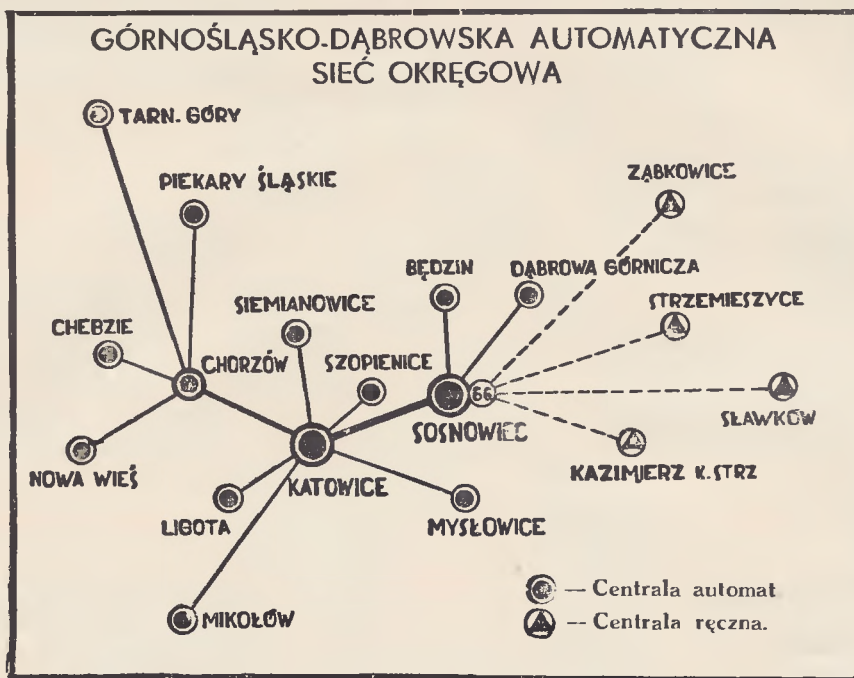 GÓRNOŚLĄSKO-DĄBROWSKA AUTOMATYCZNA
SIEĆ OKRĘGOWA
TARN. GÓRY
PIEKARY ŚLĄSKIE
ZĄBKOWICE
BĘDZIN
DĄBROWA GÓRNICZA
SIEMIANOWICE
STRZEMIESZYCE
CHEBZIE
CHORZÓW
SZOPIENICE
66
SŁAWKÓW
SOSNOWIEC
NOWA WIEŚ
KATOWICE
KAZIMJERZ K.STRZ
LIGOTA
MYSŁOWICE
MIKOŁÓW
— Centrala automat
— Centrala ręczna.